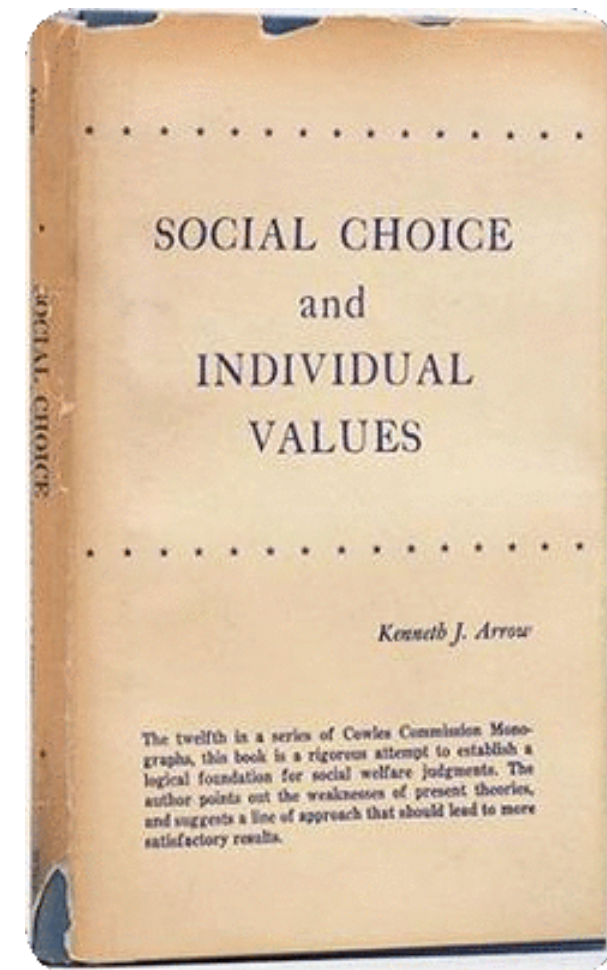 SOCIAL CHOICE
and
INDIVIDUAL
VALUES
Kenneth J. Arrow
The twelfth in a series of Cowles Commission Mono-
graphs, this book is a rigorous attempt to establish a
logical foundation for social welfare judgments. The
author points out the weaknesses of present theories,
and suggests a line of approach that should lead to more
satisfactory results.
SOCIAL CHOICE